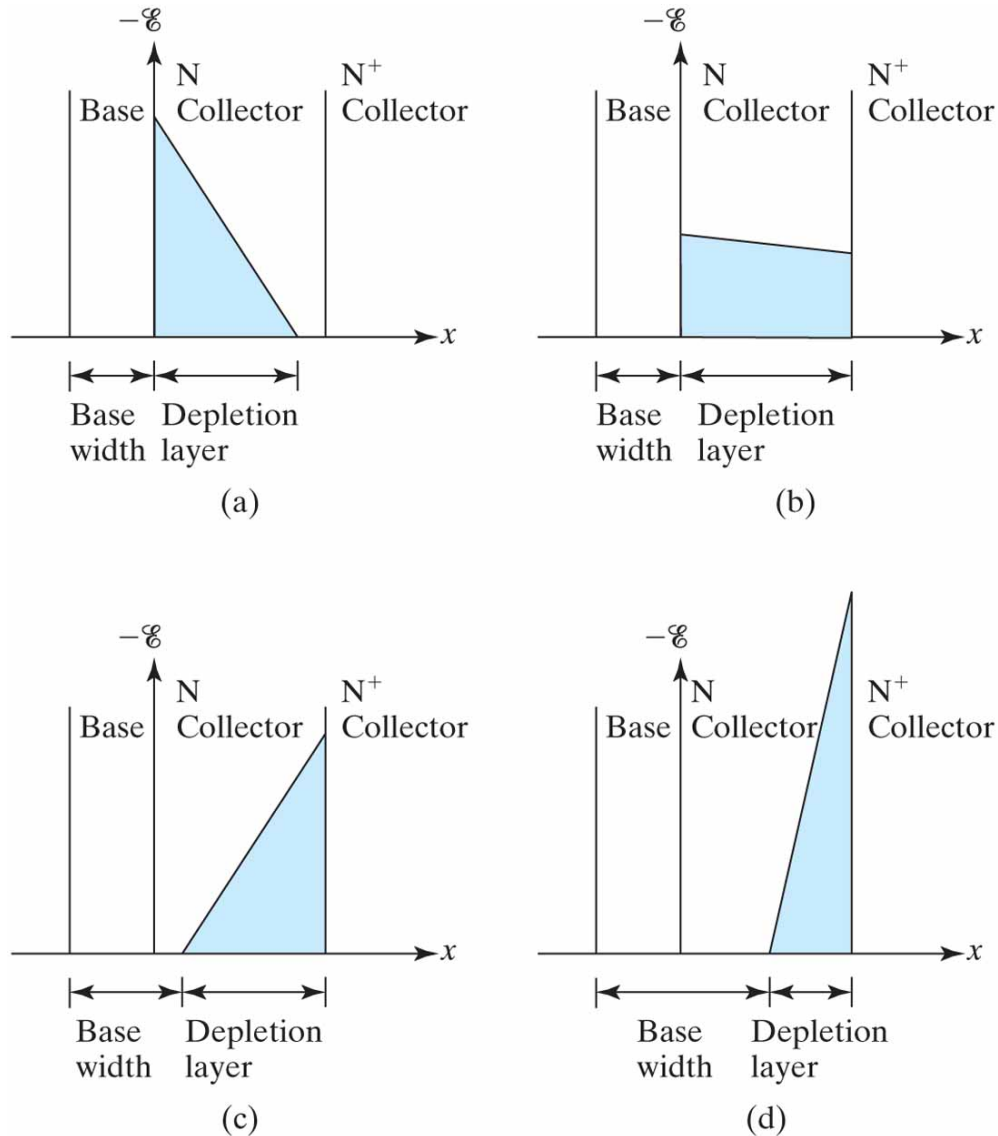 −ℰ
N
N⁺
Base
Collector
Collector
x
Base
Depletion
width
layer
(a)
−ℰ
N
N⁺
Base
Collector
Collector
x
Base
Depletion
width
layer
(b)
−ℰ
N
N⁺
Base
Collector
Collector
x
Base
Depletion
width
layer
(c)
−ℰ
N
N⁺
Base
Collector
Collector
x
Base
Depletion
width
layer
(d)